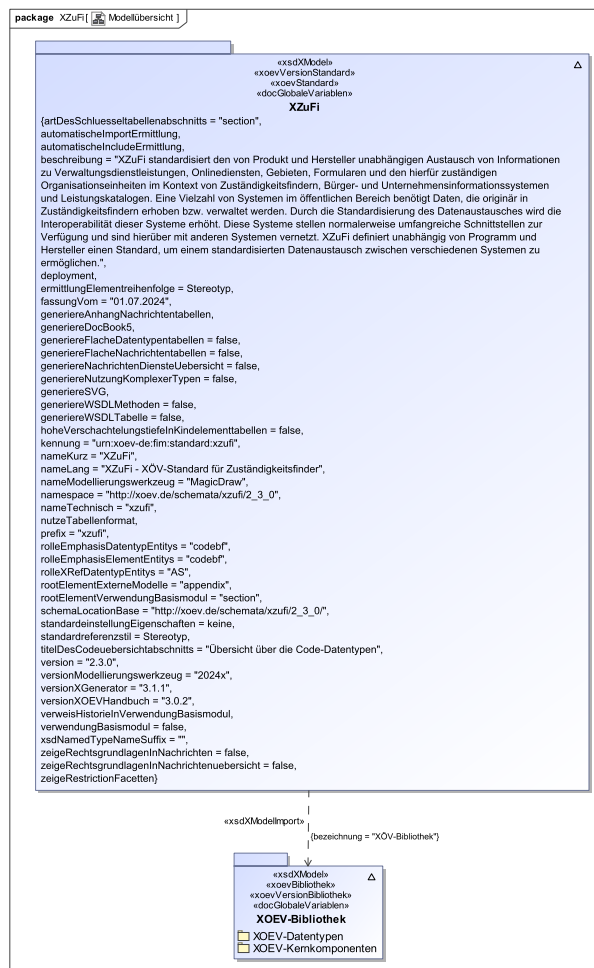 package XZuFi[ Modellübersicht ]
«xsdXModel»
«xoevVersionStandard»
«xoevStandard»
«docGlobaleVariablen»
XZuFi
{artDesSchluesseltabellenabschnitts = "section",
automatischeImportErmittlung,
automatischeIncludeErmittlung,
beschreibung = "XZuFi standardisiert den von Produkt und Hersteller unabhängigen Austausch von Informationen
zu Verwaltungsdienstleistungen, Onlinediensten, Gebieten, Formularen und den hierfür zuständigen
Organisationseinheiten im Kontext von Zuständigkeitsfindern, Bürger- und Unternehmensinformationssystemen
und Leistungskatalogen. Eine Vielzahl von Systemen im öffentlichen Bereich benötigt Daten, die originär in
Zuständigkeitsfindern erhoben bzw. verwaltet werden. Durch die Standardisierung des Datenaustausches wird die
Interoperabilität dieser Systeme erhöht. Diese Systeme stellen normalerweise umfangreiche Schnittstellen zur
Verfügung und sind hierüber mit anderen Systemen vernetzt. XZuFi definiert unabhängig von Programm und
Hersteller einen Standard, um einem standardisierten Datenaustausch zwischen verschiedenen Systemen zu
ermöglichen.",
deployment,
ermittlungElementreihenfolge = Stereotyp,
fassungVom = "01.07.2024",
generiereAnhangNachrichtentabellen,
generiereDocBook5,
generiereFlacheDatentypentabellen = false,
generiereFlacheNachrichtentabellen = false,
generiereNachrichtenDiensteUebersicht = false,
generiereNutzungKomplexerTypen = false,
generiereSVG,
generiereWSDLMethoden = false,
generiereWSDLTabelle = false,
hoheVerschachtelungstiefeInKindelementtabellen = false,
kennung = "urn:xoev-de:fim:standard:xzufi",
nameKurz = "XZuFi",
nameLang = "XZuFi - XÖV-Standard für Zuständigkeitsfinder",
nameModellierungswerkzeug = "MagicDraw",
namespace = "http://xoev.de/schemata/xzufi/2_3_0",
nameTechnisch = "xzufi",
nutzeTabellenformat,
prefix = "xzufi",
rolleEmphasisDatentypEntitys = "codebf",
rolleEmphasisElementEntitys = "codebf",
rolleXRefDatentypEntitys = "AS",
rootElementExterneModelle = "appendix",
rootElementVerwendungBasismodul = "section",
schemaLocationBase = "http://xoev.de/schemata/xzufi/2_3_0/",
standardeinstellungEigenschaften = keine,
standardreferenzstil = Stereotyp,
titelDesCodeuebersichtabschnitts = "Übersicht über die Code-Datentypen",
version = "2.3.0",
versionModellierungswerkzeug = "2024x",
versionXGenerator = "3.1.1",
versionXOEVHandbuch = "3.0.2",
verweisHistorieInVerwendungBasismodul,
verwendungBasismodul = false,
xsdNamedTypeNameSuffix = "",
zeigeRechtsgrundlagenInNachrichten = false,
zeigeRechtsgrundlagenInNachrichtenuebersicht = false,
zeigeRestrictionFacetten}
«xsdXModelImport»
{bezeichnung = "XÖV-Bibliothek"}
«xsdXModel»
«xoevBibliothek»
«xoevVersionBibliothek»
«docGlobaleVariablen»
XOEV-Bibliothek
XOEV-Datentypen
XOEV-Kernkomponenten